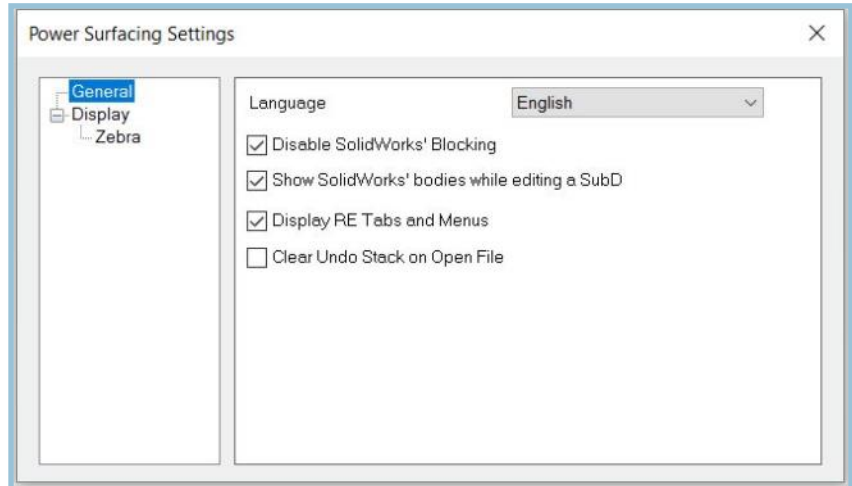 Power Surfacing Settings
General
Display
Zebra
Language
English
Disable SolidWorks' Blocking
Show SolidWorks' bodies while editing a SubD
Display RE Tabs and Menus
Clear Undo Stack on Open File